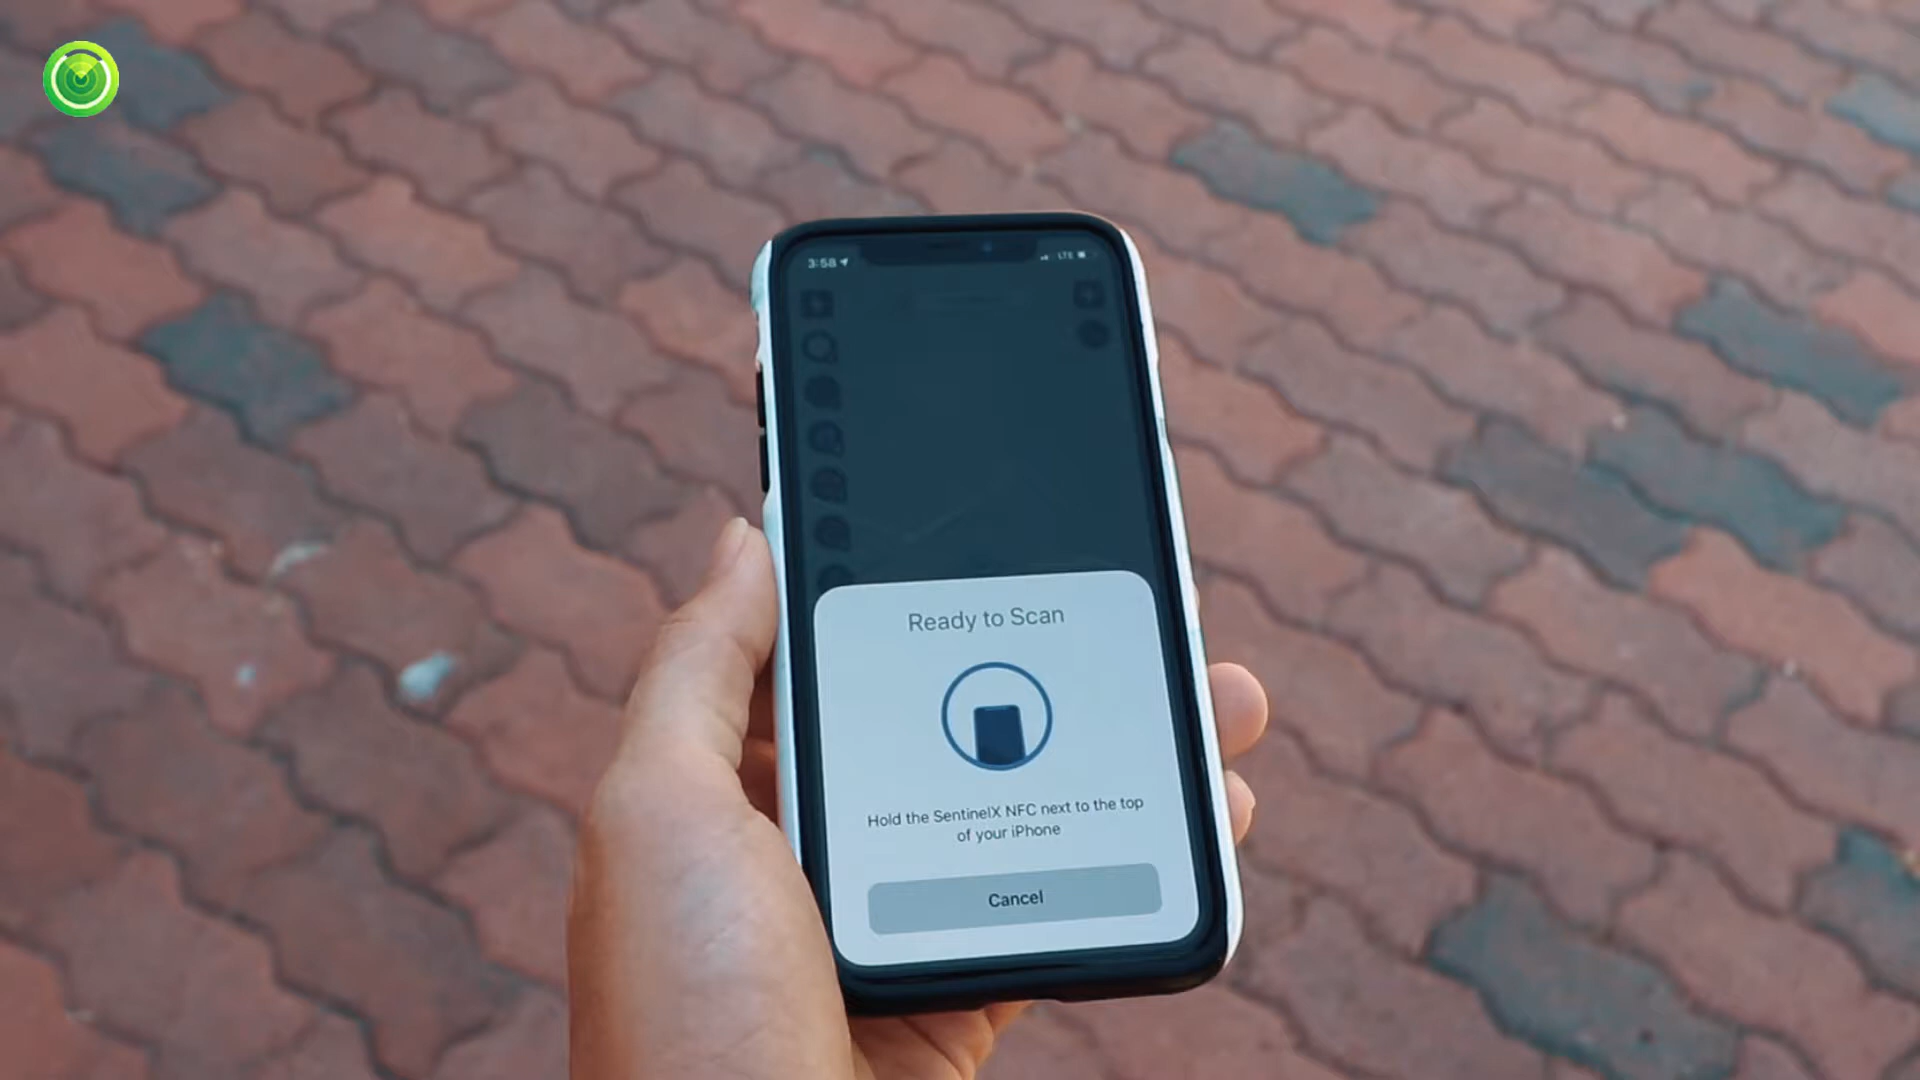 3:58
LTE
Ready to Scan
Hold the SentinelX NFC next to the top
of your iPhone
Cancel